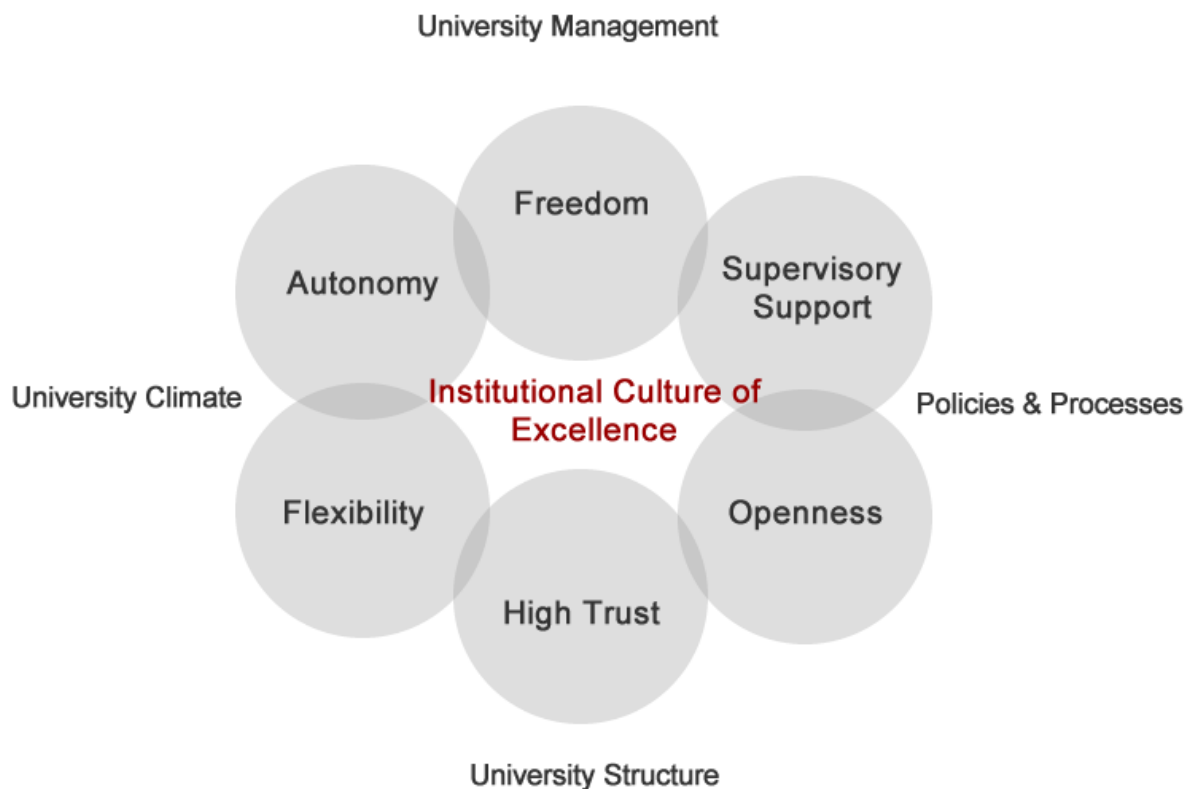 University Management
Freedom
Supervisory
Support
Autonomy
Institutional Culture of
Excellence
University Climate
Policies & Processes
Flexibility
Openness
High Trust
University Structure